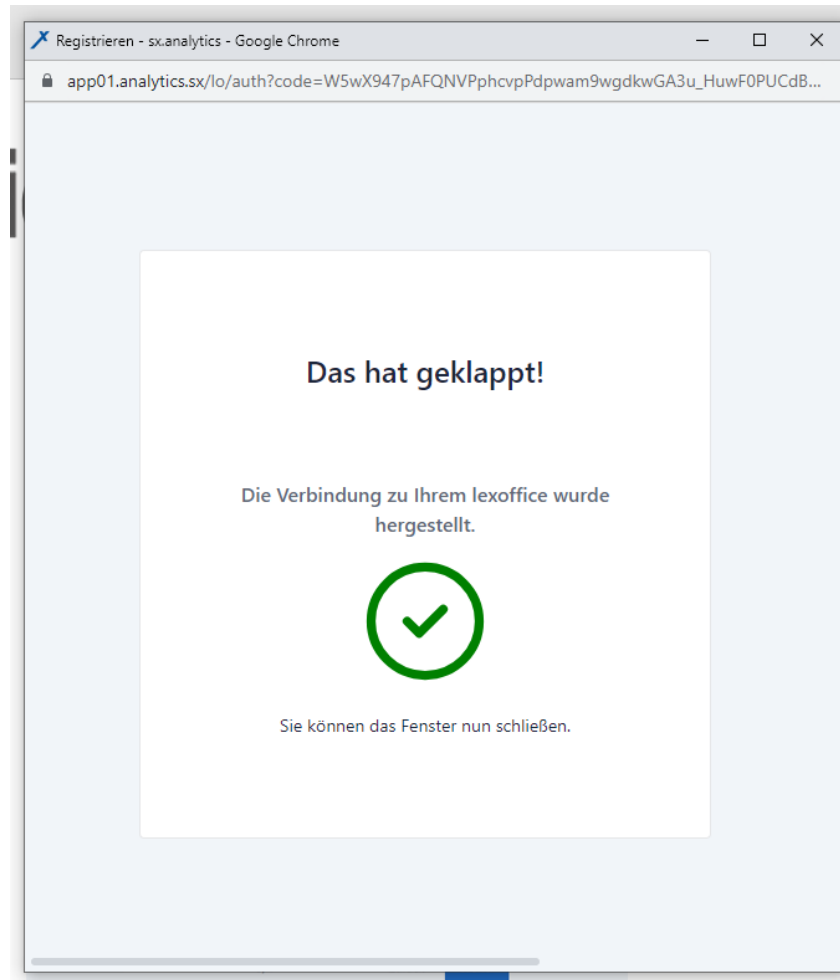 Registrieren - sx.analytics - Google Chrome
app01.analytics.sx/lo/auth?code=W5wX947pAFQNVPphcvpPdpwam9wgdkwGA3u_HuwF0PUCdB...
Das hat geklappt!
Die Verbindung zu Ihrem lexoffice wurde
hergestellt.
Sie können das Fenster nun schließen.